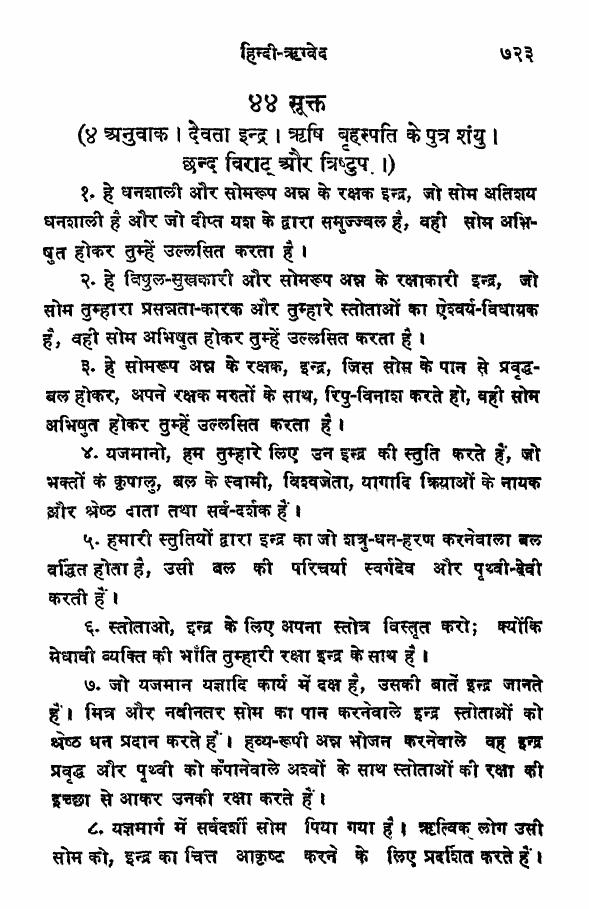 हिन्दी-ऋग्वेद ७२३
४४ सूक्त
(४ अनुवाक । देवता इन्द्र । ऋषि बृहस्पति के पुत्र शंयु ।
छन्द विराट् और त्रिष्टुप् ।)
१. हे धनशाली और सोमरूप अन्न के रक्षक इन्द्र, जो सोम अतिशय
धनशाली है और जो दीप्त यश के द्वारा समुज्ज्वल है, वही सोम अभि-
षुत होकर तुम्हें उल्लसित करता है ।
२. हे विपुल-सुखकारी और सोमरूप अन्न के रक्षाकारी इन्द्र, जो
सोम तुम्हारा प्रसन्नता-कारक और तुम्हारे स्तोताओं का ऐश्वर्य-विधायक
है, वही सोम अभिषुत होकर तुम्हें उल्लसित करता है ।
३. हे सोमरूप अन्न के रक्षक, इन्द्र, जिस सोम के पान से प्रवृद्ध-
बल होकर, अपने रक्षक मरुतों के साथ, रिपु-विनाश करते हो, वही सोम
अभिषुत होकर तुम्हें उल्लसित करता है ।
४. यजमानो, हम तुम्हारे लिए उन इन्द्र की स्तुति करते हैं, जो
भक्तों के कृपालु, बल के स्वामी, विश्वजेता, यागादि क्रियाओं के नायक
और श्रेष्ठ दाता तथा सर्व-दर्शक हैं ।
५. हमारी स्तुतियों द्वारा इन्द्र का जो शत्रु-धन-हरण करनेवाला बल
वर्द्धित होता है, उसी बल की परिचर्या स्वर्गदेव और पृथ्वी-देवी
करती हैं ।
६. स्तोताओ, इन्द्र के लिए अपना स्तोत्र विस्तृत करो; क्योंकि
मेधावी व्यक्ति की भाँति तुम्हारी रक्षा इन्द्र के साथ है ।
७. जो यजमान यज्ञादि कार्य में दक्ष है, उसकी बातें इन्द्र जानते
हैं । मित्र और नवीनतर सोम का पान करनेवाले इन्द्र स्तोताओं को
श्रेष्ठ धन प्रदान करते हैं । हव्य-रूपी अन्न भोजन करनेवाले वह इन्द्र
प्रवृद्ध और पृथ्वी को कँपानेवाले अश्वों के साथ स्तोताओं की रक्षा की
इच्छा से आकर उनकी रक्षा करते हैं ।
८. यज्ञमार्ग में सर्वदर्शी सोम पिया गया है । ऋत्विक् लोग उसी
सोम को, इन्द्र का चित्त आकृष्ट करने के लिए प्रदर्शित करते हैं ।